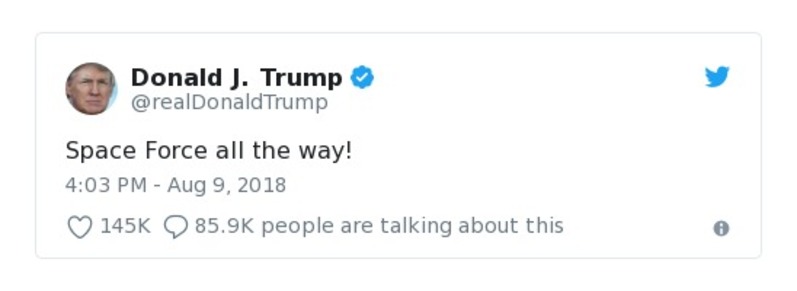 Donald J. Trump
@realDonaldTrump
Space Force all the way!
4:03 PM - Aug 9, 2018
145K 85.9K people are talking about this